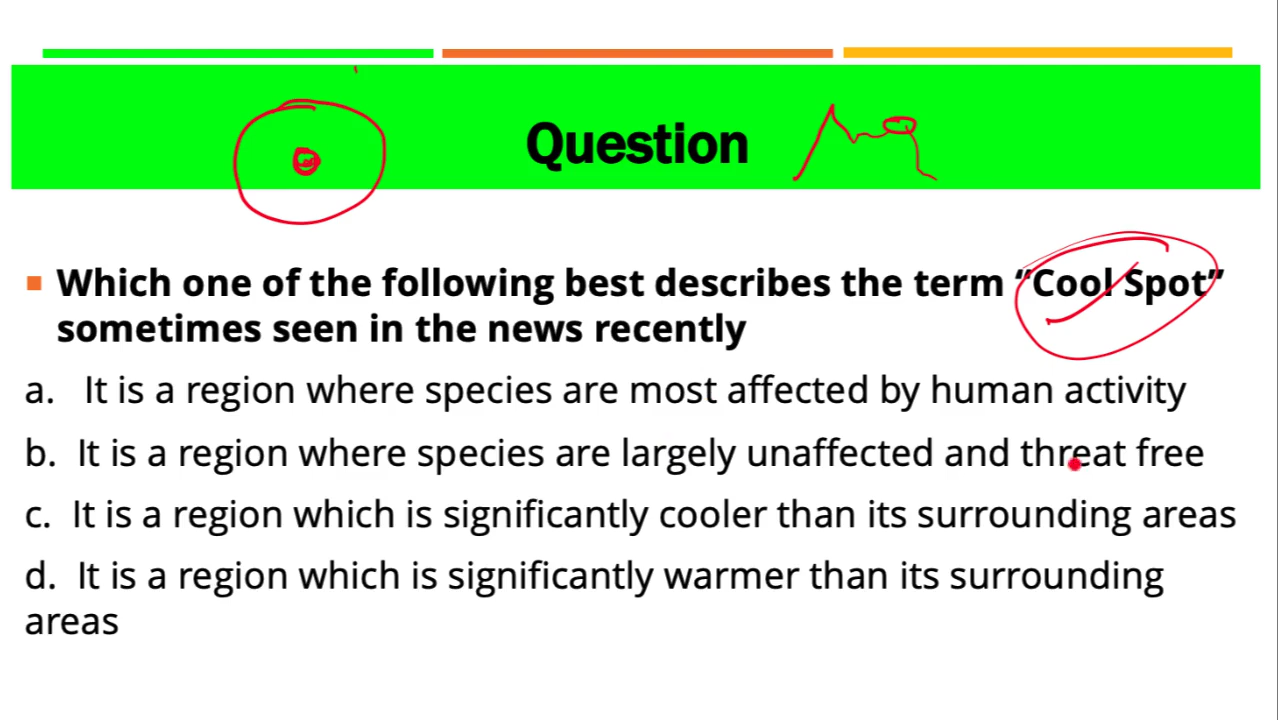 Question
Which one of the following best describes the term “Cool Spot”
sometimes seen in the news recently
a. It is a region where species are most affected by human activity
b. It is a region where species are largely unaffected and threat free
c. It is a region which is significantly cooler than its surrounding areas
d. It is a region which is significantly warmer than its surrounding
areas